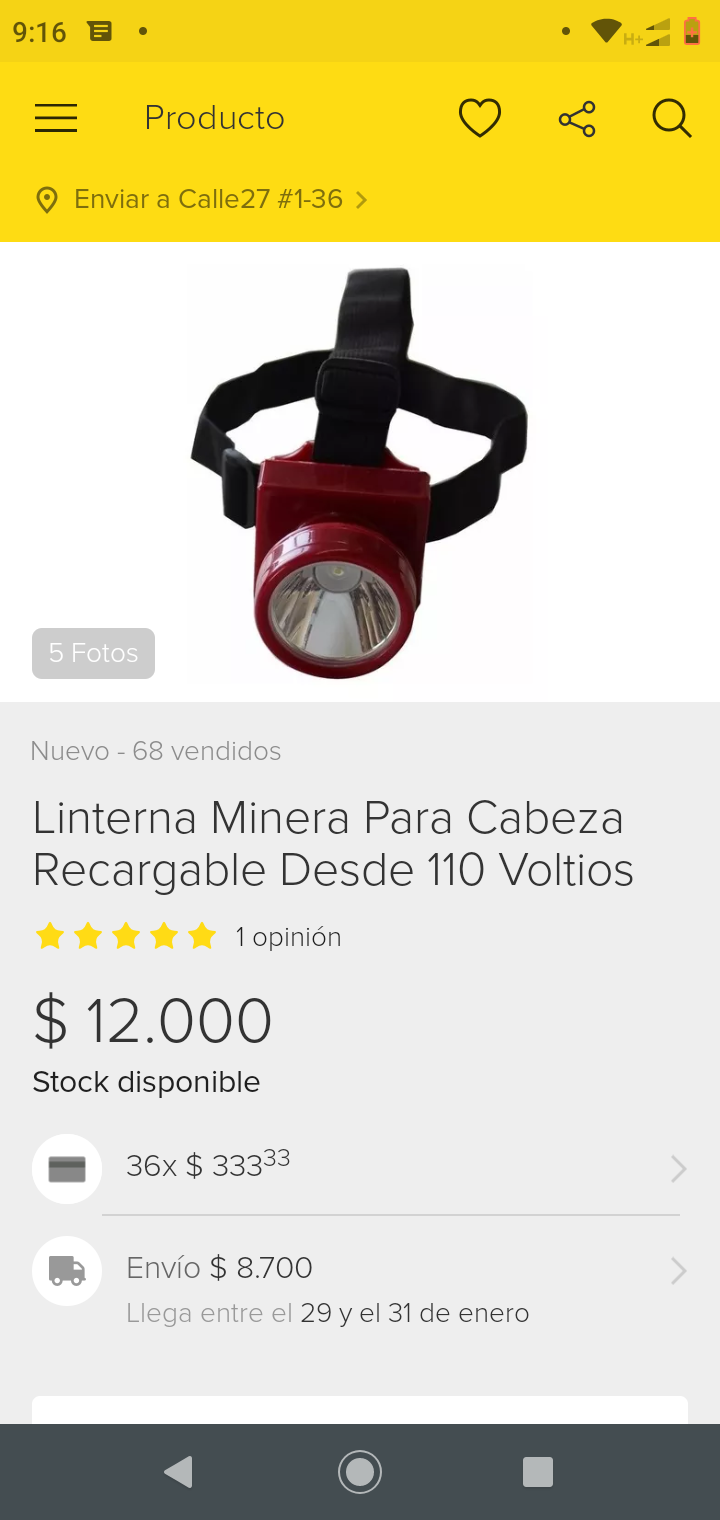 9:16
H+
Producto
Enviar a Calle27 #1-36
5 Fotos
Nuevo - 68 vendidos
Linterna Minera Para Cabeza
Recargable Desde 110 Voltios
1 opinión
$ 12.000
Stock disponible
36x $ 333³³
Envío $ 8.700
Llega entre el 29 y el 31 de enero